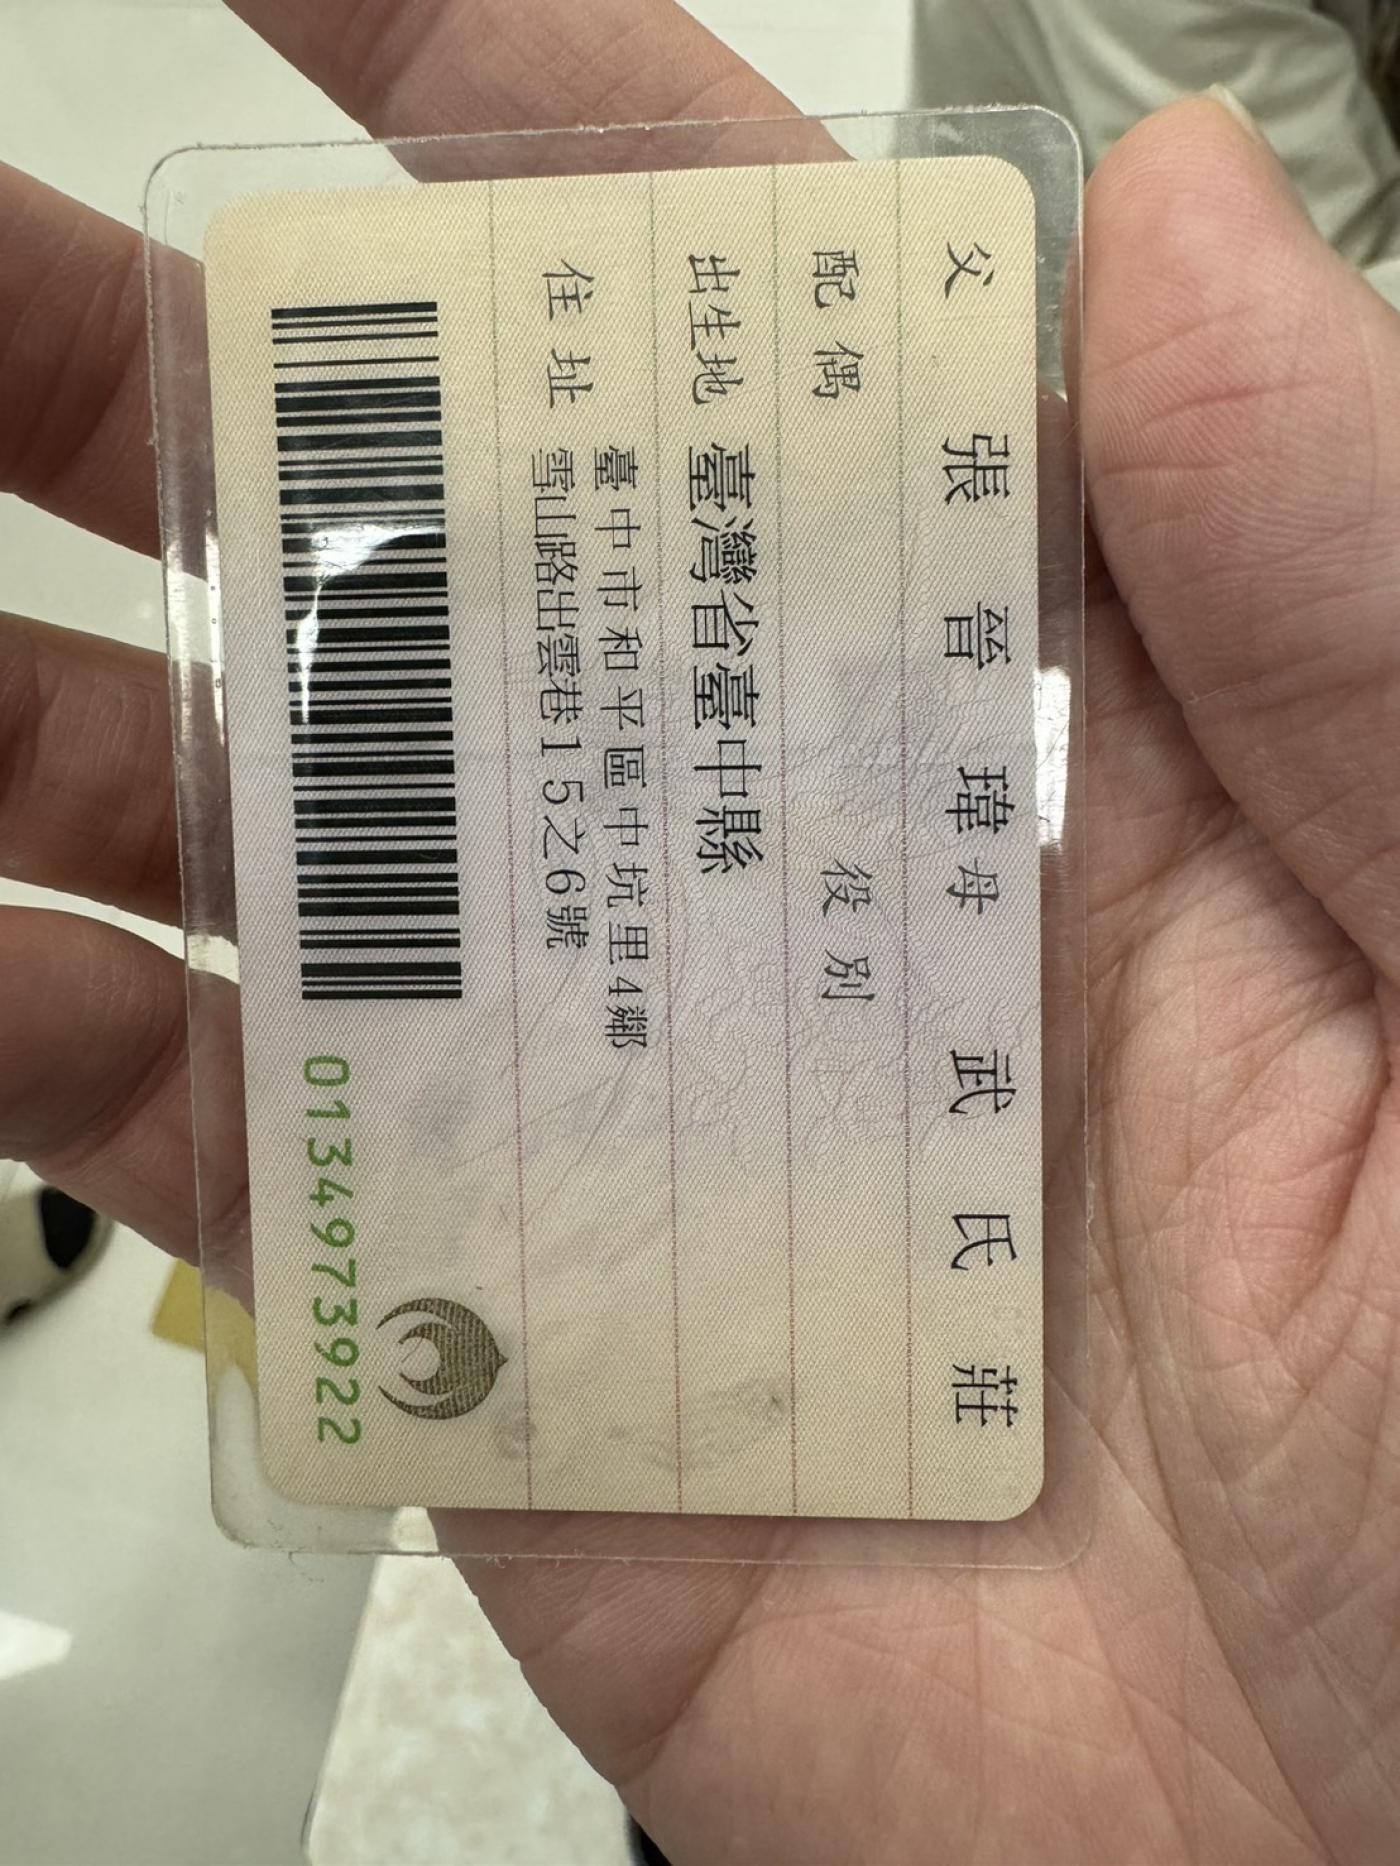 父 張晉瑋 母 武氏莊
配偶 役別
出生地 臺灣省臺中縣
住址 臺中市和平區中坑里4鄰
雪山路出雲巷15之6號
0134973922